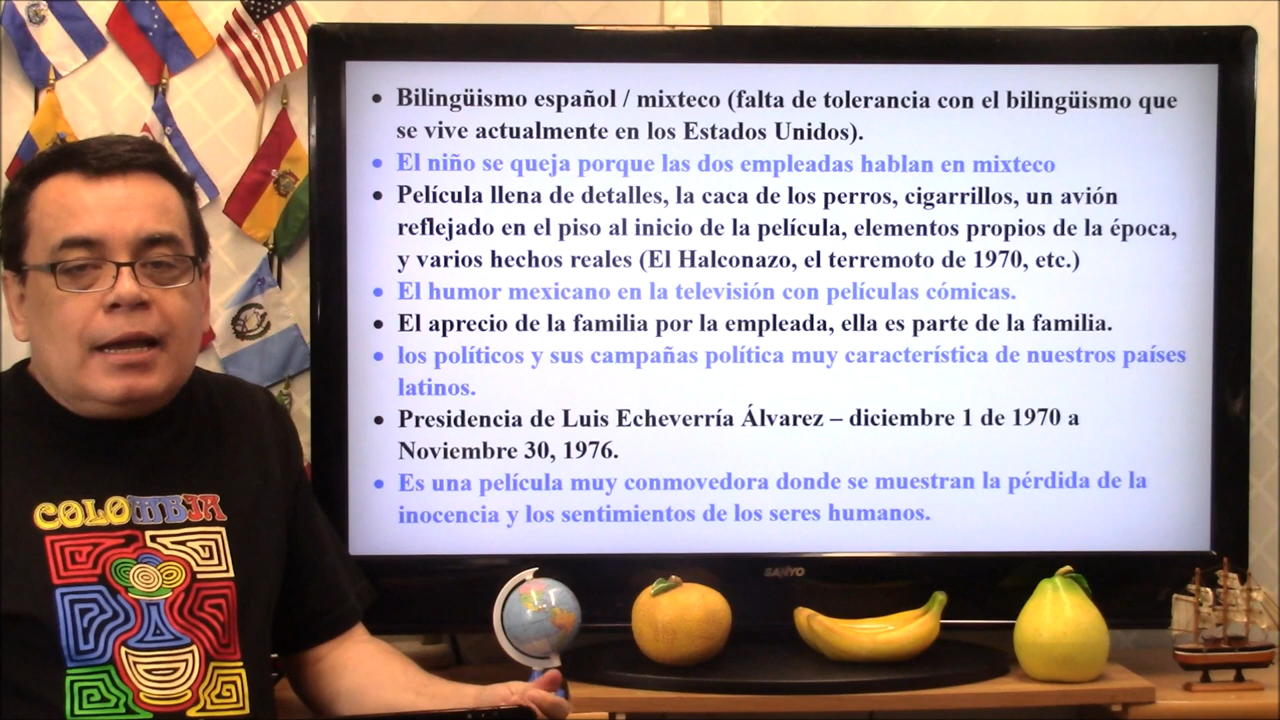 • Bilingüismo español / mixteco (falta de tolerancia con el bilingüismo que
se vive actualmente en los Estados Unidos).
• El niño se queja porque las dos empleadas hablan en mixteco
• Película llena de detalles, la caca de los perros, cigarrillos, un avión
reflejado en el piso al inicio de la película, elementos propios de la época,
y varios hechos reales (El Halconazo, el terremoto de 1970, etc.)
• El humor mexicano en la televisión con películas cómicas.
• El aprecio de la familia por la empleada, ella es parte de la familia.
• los políticos y sus campañas política muy característica de nuestros países
latinos.
• Presidencia de Luis Echeverría Álvarez – diciembre 1 de 1970 a
Noviembre 30, 1976.
• Es una película muy conmovedora donde se muestran la pérdida de la
inocencia y los sentimientos de los seres humanos.
SANYO
COLOMBIA